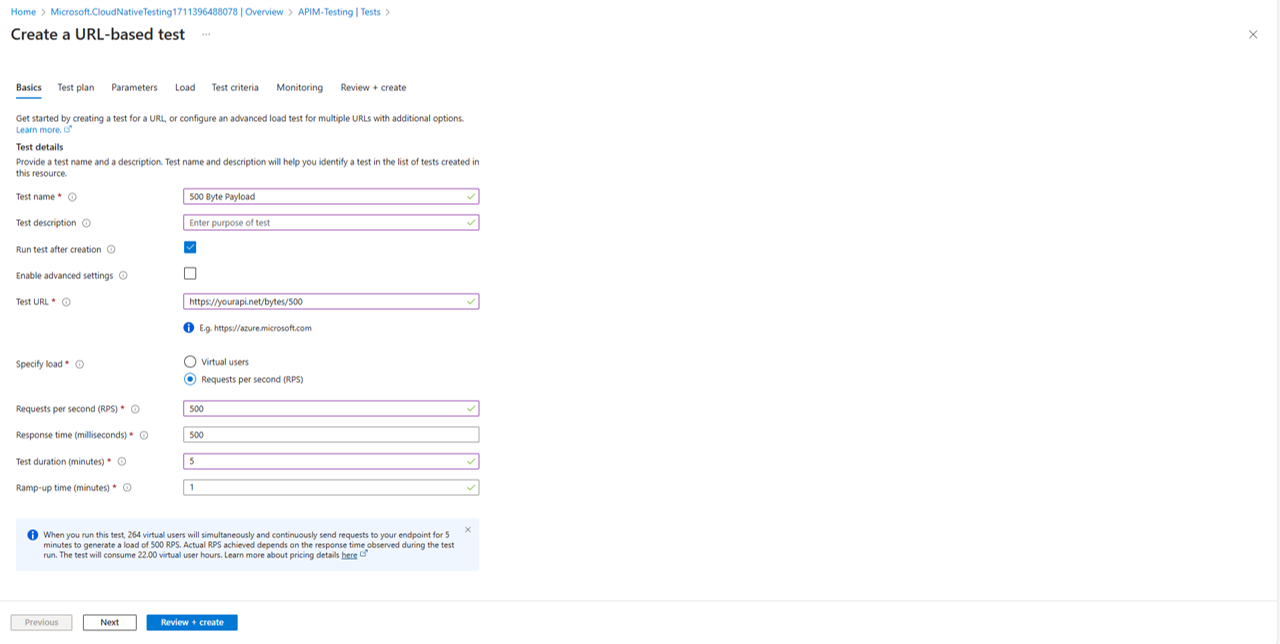 Home > Microsoft.CloudNativeTesting1711396488078 | Overview > APIM-Testing | Tests >
Create a URL-based test ...
Basics Test plan Parameters Load Test criteria Monitoring Review + create
Get started by creating a test for a URL, or configure an advanced load test for multiple URLs with additional options.
Learn more.
Test details
Provide a test name and a description. Test name and description will help you identify a test in the list of tests created in
this resource.
Test name * 500 Byte Payload
Test description Enter purpose of test
Run test after creation
Enable advanced settings
Test URL * https://yourapi.net/bytes/500
E.g. https://azure.microsoft.com
Specify load * Virtual users
Requests per second (RPS)
Requests per second (RPS) * 500
Response time (milliseconds) * 500
Test duration (minutes) * 5
Ramp-up time (minutes) * 1
When you run this test, 264 virtual users will simultaneously and continuously send requests to your endpoint for 5
minutes to generate a load of 500 RPS. Actual RPS achieved depends on the response time observed during the test
run. The test will consume 22.00 virtual user hours. Learn more about pricing details here
Previous Next Review + create